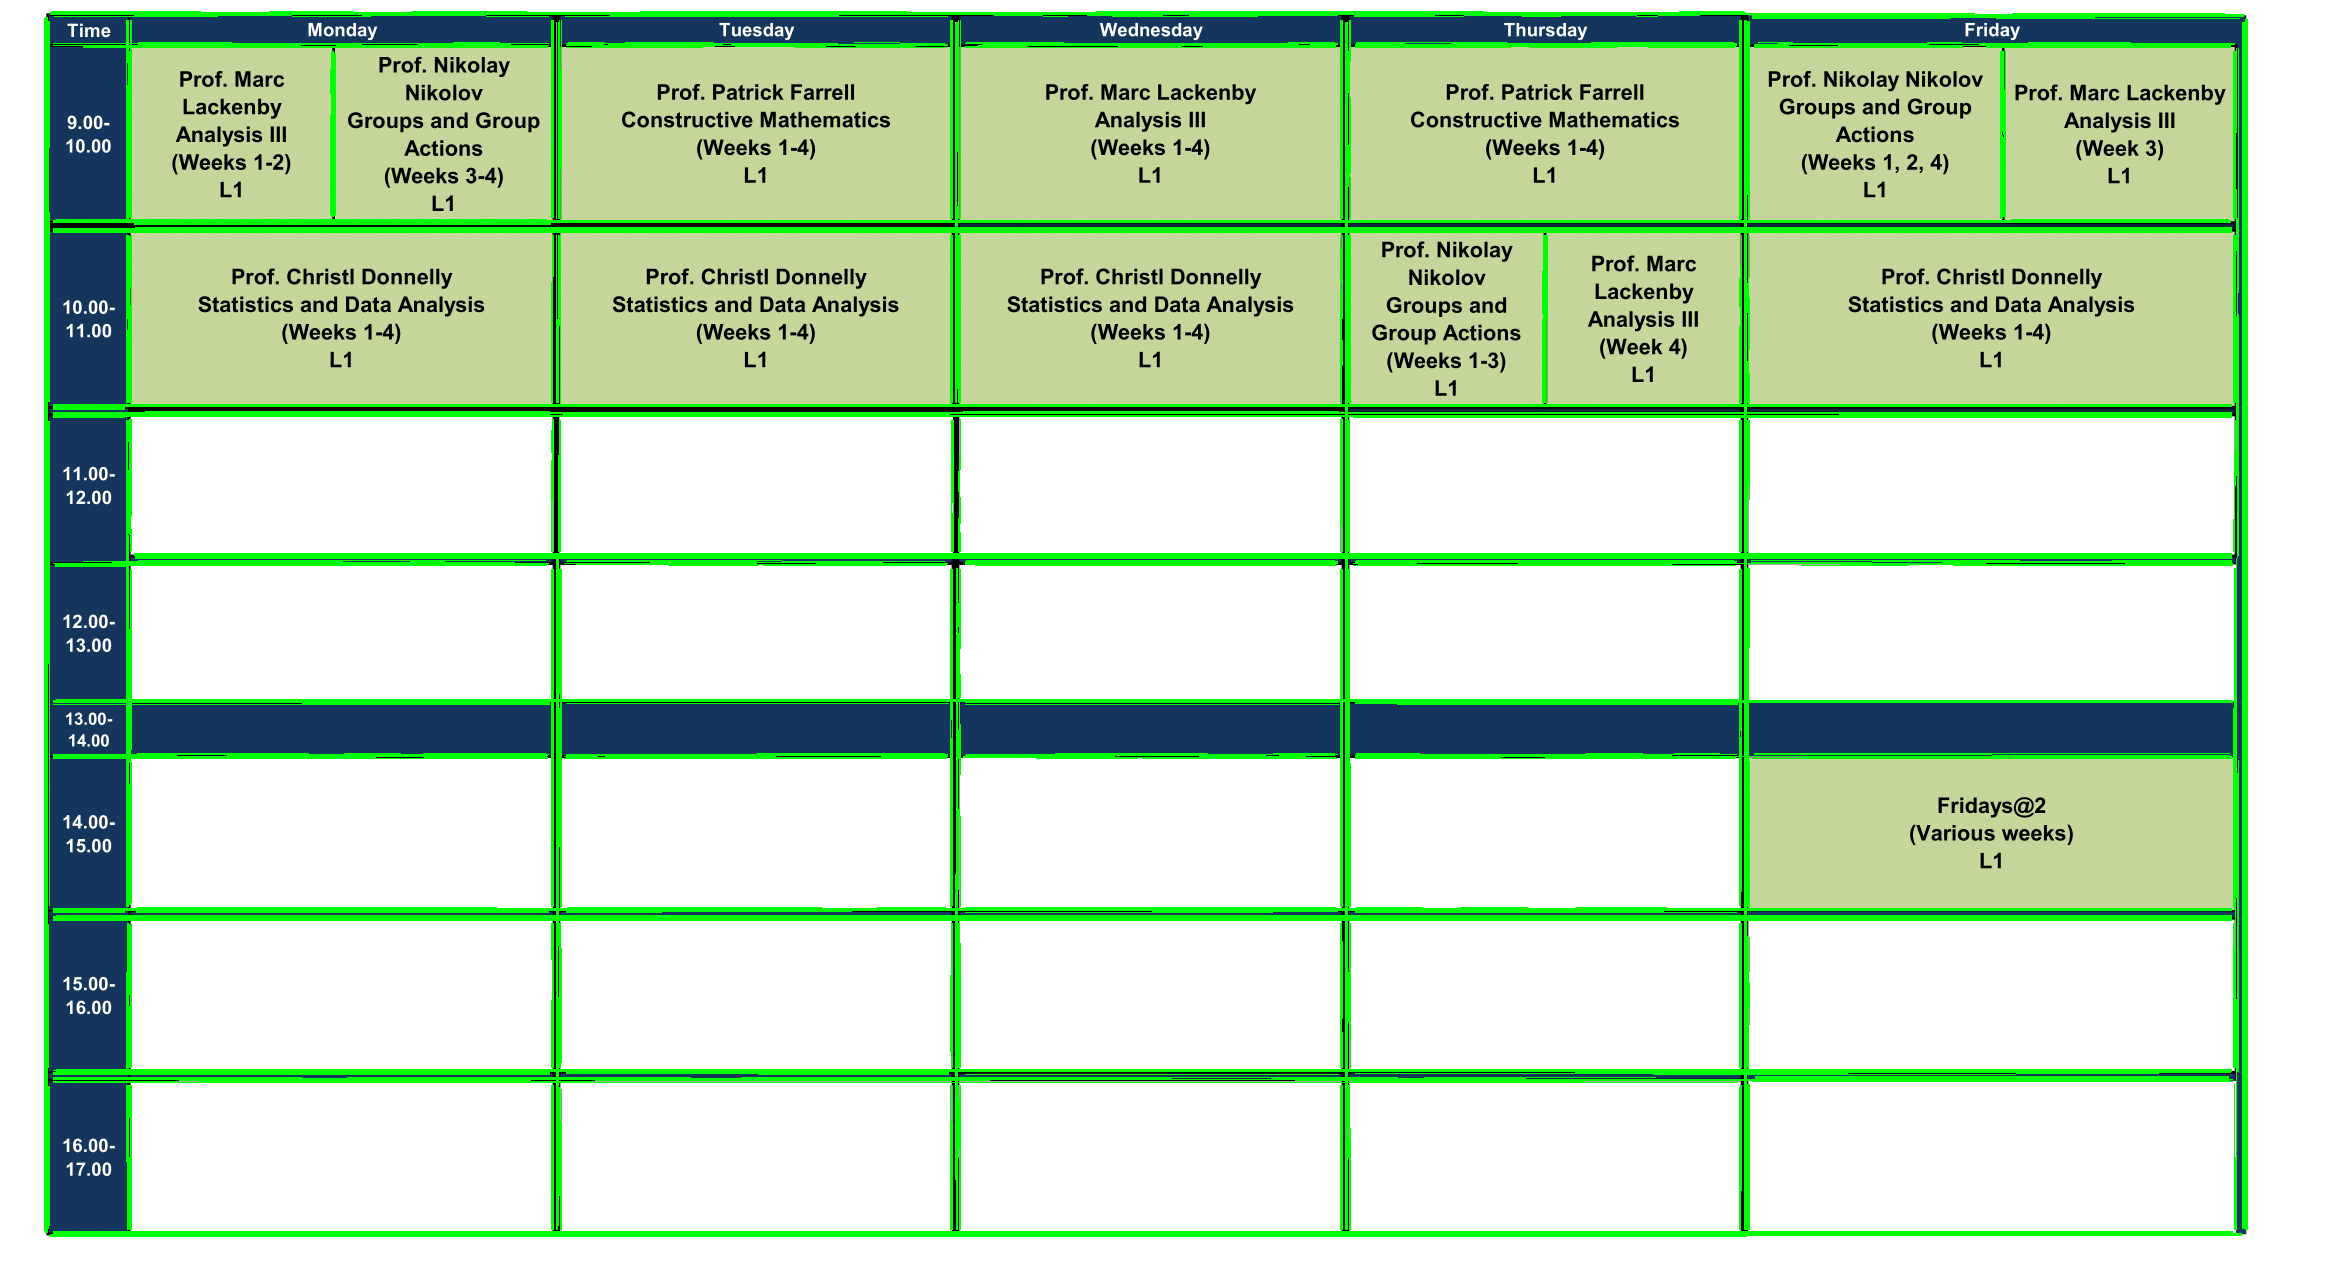 Time
Monday
Tuesday
Wednesday
Thursday
Friday
9.00-
10.00
Prof. Marc
Lackenby
Analysis III
(Weeks 1-2)
L1
Prof. Nikolay
Nikolov
Groups and Group
Actions
(Weeks 3-4)
L1
Prof. Patrick Farrell
Constructive Mathematics
(Weeks 1-4)
L1
Prof. Marc Lackenby
Analysis III
(Weeks 1-4)
L1
Prof. Patrick Farrell
Constructive Mathematics
(Weeks 1-4)
L1
Prof. Nikolay Nikolov
Groups and Group
Actions
(Weeks 1, 2, 4)
L1
Prof. Marc Lackenby
Analysis III
(Week 3)
L1
10.00-
11.00
Prof. Christl Donnelly
Statistics and Data Analysis
(Weeks 1-4)
L1
Prof. Christl Donnelly
Statistics and Data Analysis
(Weeks 1-4)
L1
Prof. Christl Donnelly
Statistics and Data Analysis
(Weeks 1-4)
L1
Prof. Nikolay
Nikolov
Groups and
Group Actions
(Weeks 1-3)
L1
Prof. Marc
Lackenby
Analysis III
(Week 4)
L1
Prof. Christl Donnelly
Statistics and Data Analysis
(Weeks 1-4)
L1
11.00-
12.00
12.00-
13.00
13.00-
14.00
14.00-
15.00
Fridays@2
(Various weeks)
L1
15.00-
16.00
16.00-
17.00